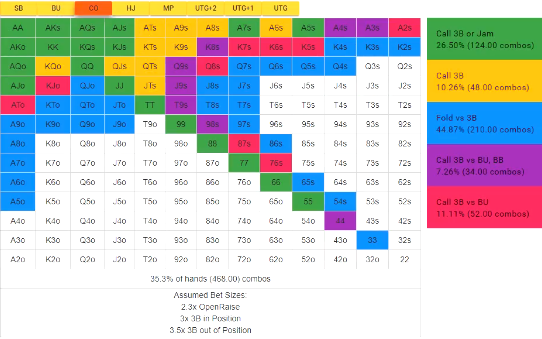 SB BU CO HJ MP UTG+2 UTG+1 UTG
AA AKs AQs AJs ATs A9s A8s A7s A6s A5s A4s A3s A2s
AKo KK KQs KJs KTs K9s K8s K7s K6s K5s K4s K3s K2s
AQo KQo QQ QJs QTs Q9s Q8s Q7s Q6s Q5s Q4s Q3s Q2s
AJo KJo QJo JJ JTs J9s J8s J7s J6s J5s J4s J3s J2s
ATo KTo QTo JTo TT T9s T8s T7s T6s T5s T4s T3s T2s
A9o K9o Q9o J9o T9o 99 98s 97s 96s 95s 94s 93s 92s
A8o K8o Q8o J8o T8o 98o 88 87s 86s 85s 84s 83s 82s
A7o K7o Q7o J7o T7o 97o 87o 77 76s 75s 74s 73s 72s
A6o K6o Q6o J6o T6o 96o 86o 76o 66 65s 64s 63s 62s
A5o K5o Q5o J5o T5o 95o 85o 75o 65o 55 54s 53s 52s
A4o K4o Q4o J4o T4o 94o 84o 74o 64o 54o 44 43s 42s
A3o K3o Q3o J3o T3o 93o 83o 73o 63o 53o 43o 33 32s
A2o K2o Q2o J2o T2o 92o 82o 72o 62o 52o 42o 32o 22
35.3% of hands (468.00) combos
Assumed Bet Sizes:
2.3x OpenRaise
3x 3B in Position
3.5x 3B out of Position
Call 3B or Jam
26.50% (124.00 combos)
Call 3B
10.26% (48.00 combos)
Fold vs 3B
44.87% (210.00 combos)
Call 3B vs BU, BB
7.26% (34.00 combos)
Call 3B vs BU
11.11% (52.00 combos)